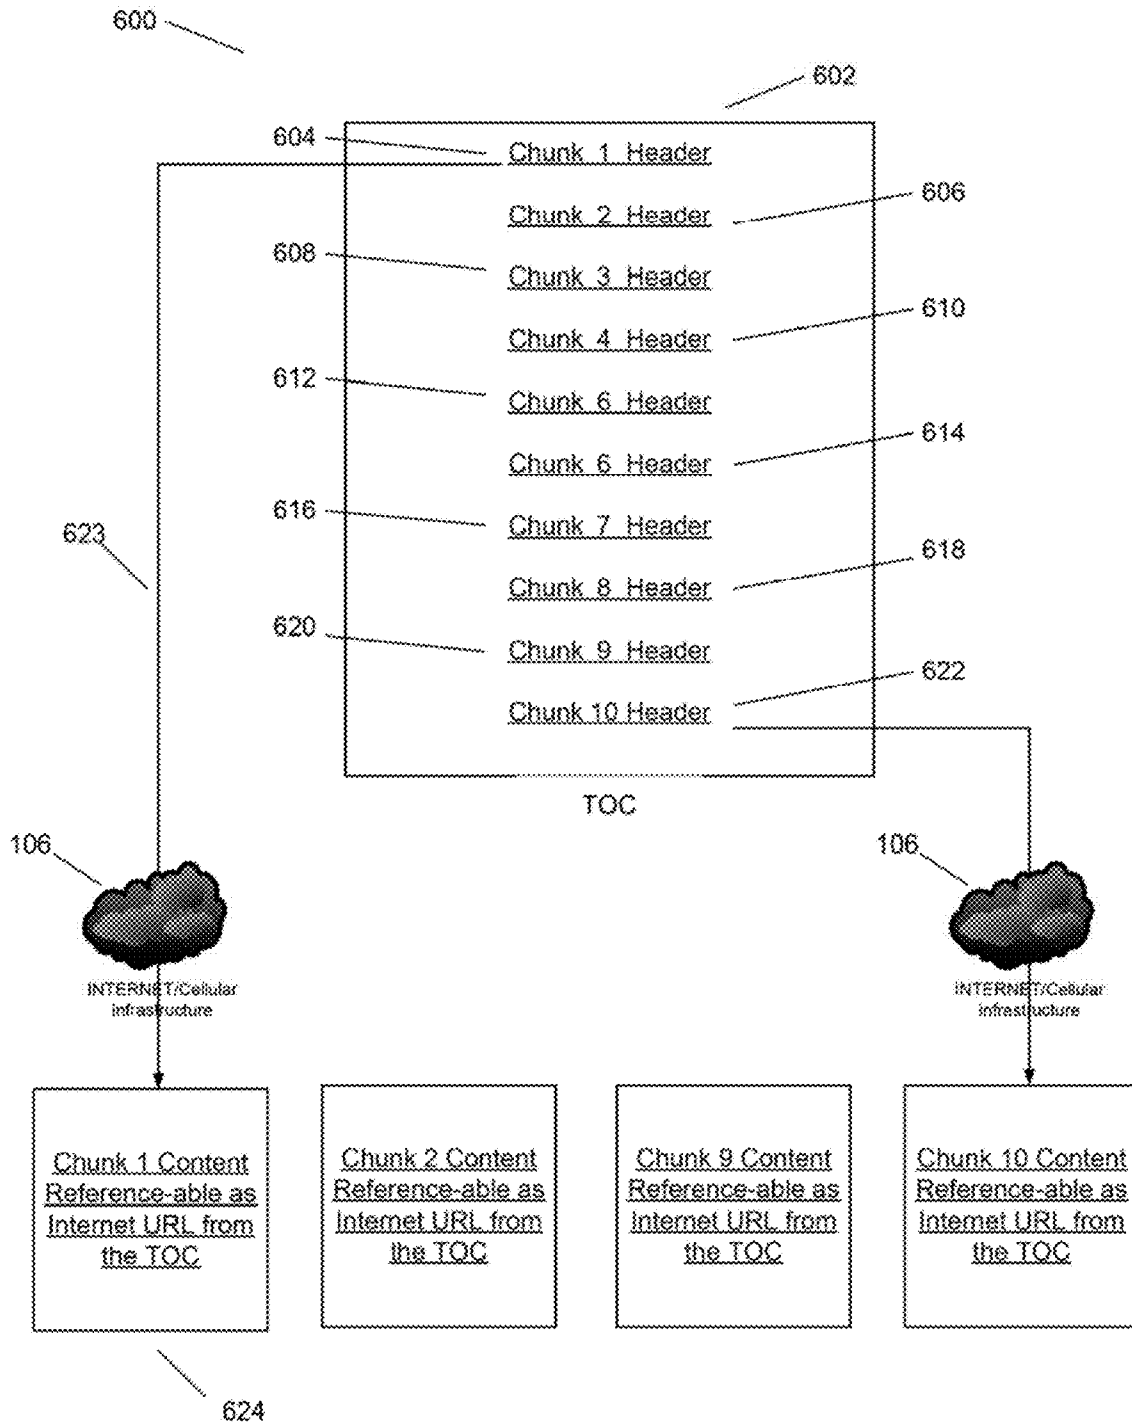 600
602
604
Chunk 1 Header
606
Chunk 2 Header
608
Chunk 3 Header
610
Chunk 4 Header
612
Chunk 6 Header
614
Chunk 6 Header
616
Chunk 7 Header
623
618
Chunk 8 Header
620
Chunk 9 Header
622
Chunk 10 Header
TOC
106
106
INTERNET/Cellular
infrastructure
INTERNET/Cellular
infrastructure
Chunk 1 Content
Reference-able as
Internet URL from
the TOC
Chunk 2 Content
Reference-able as
Internet URL from
the TOC
Chunk 9 Content
Reference-able as
Internet URL from
the TOC
Chunk 10 Content
Reference-able as
Internet URL from
the TOC
624